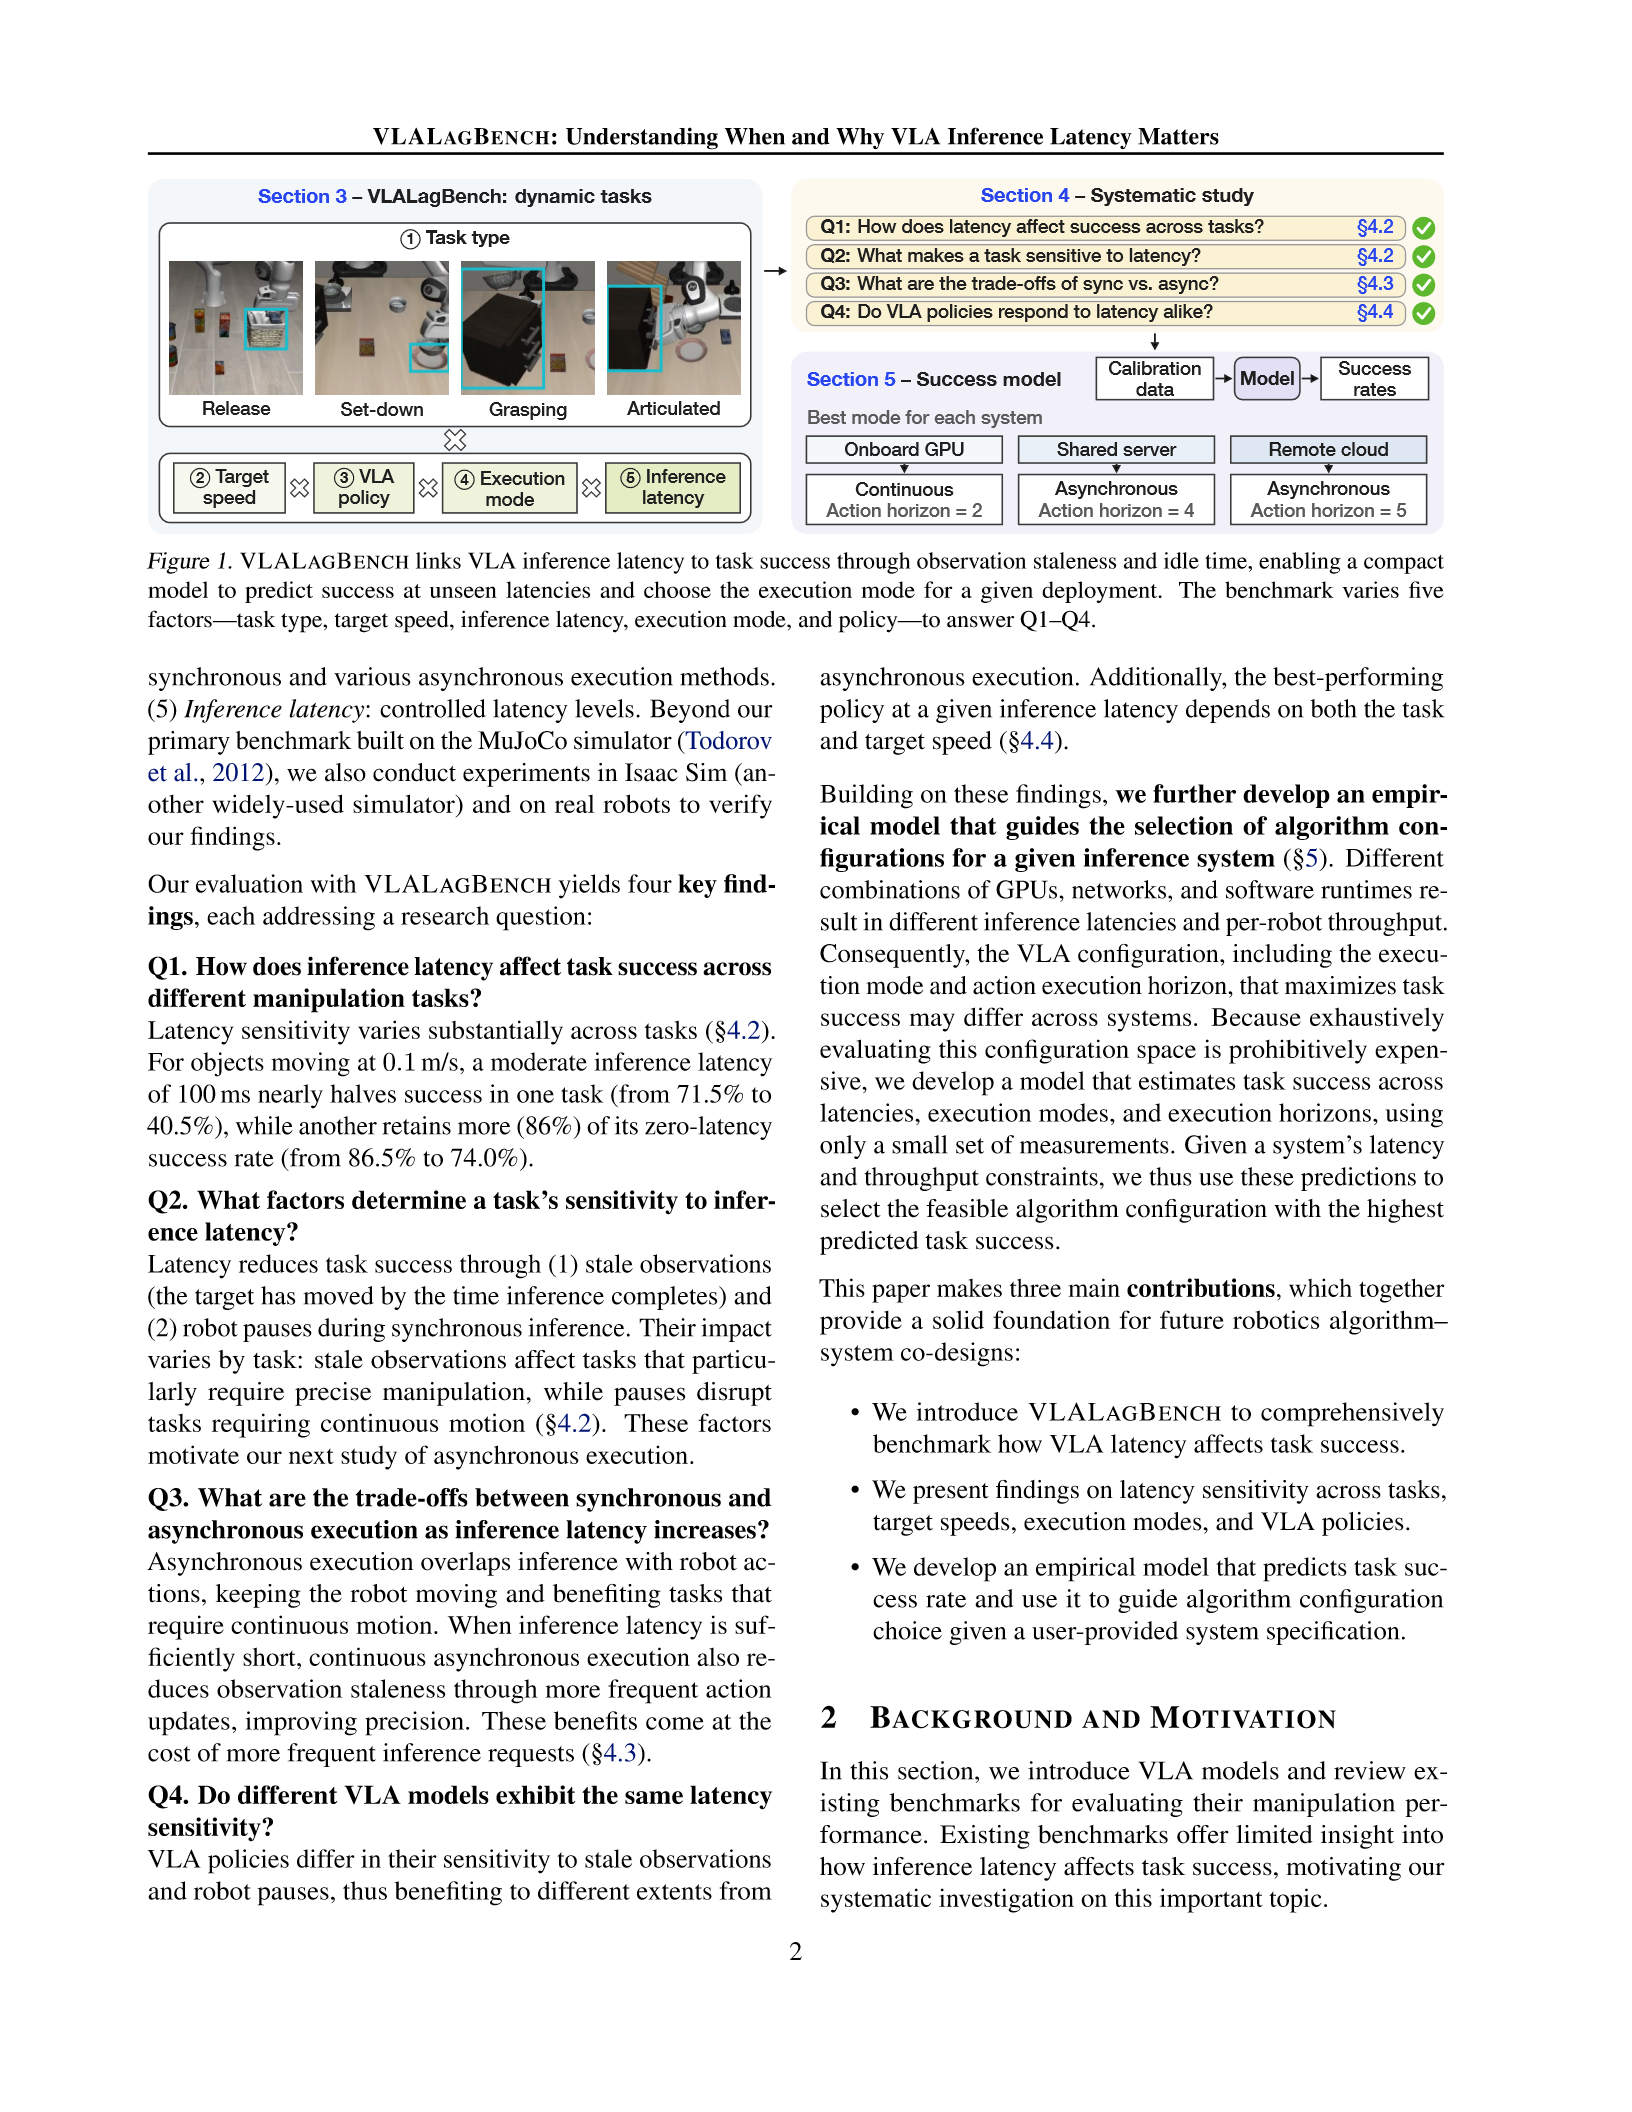 VLALAGBENCH: Understanding When and Why VLA Inference Latency Matters
Section 3 – VLALagBench: dynamic tasks
① Task type
Release
Set-down
Grasping
Articulated
② Target speed
③ VLA policy
④ Execution mode
⑤ Inference latency
Section 4 – Systematic study
Q1: How does latency affect success across tasks? §4.2
Q2: What makes a task sensitive to latency? §4.2
Q3: What are the trade-offs of sync vs. async? §4.3
Q4: Do VLA policies respond to latency alike? §4.4
Section 5 – Success model
Calibration data
Model
Success rates
Best mode for each system
Onboard GPU
Shared server
Remote cloud
Continuous
Action horizon = 2
Asynchronous
Action horizon = 4
Asynchronous
Action horizon = 5
Figure 1. VLALAGBENCH links VLA inference latency to task success through observation staleness and idle time, enabling a compact
model to predict success at unseen latencies and choose the execution mode for a given deployment. The benchmark varies five
factors—task type, target speed, inference latency, execution mode, and policy—to answer Q1–Q4.
synchronous and various asynchronous execution methods.
(5) Inference latency: controlled latency levels. Beyond our
primary benchmark built on the MuJoCo simulator (Todorov
et al., 2012), we also conduct experiments in Isaac Sim (an-
other widely-used simulator) and on real robots to verify
our findings.
Our evaluation with VLALAGBENCH yields four key find-
ings, each addressing a research question:
Q1. How does inference latency affect task success across
different manipulation tasks?
Latency sensitivity varies substantially across tasks (§4.2).
For objects moving at 0.1 m/s, a moderate inference latency
of 100 ms nearly halves success in one task (from 71.5% to
40.5%), while another retains more (86%) of its zero-latency
success rate (from 86.5% to 74.0%).
Q2. What factors determine a task's sensitivity to infer-
ence latency?
Latency reduces task success through (1) stale observations
(the target has moved by the time inference completes) and
(2) robot pauses during synchronous inference. Their impact
varies by task: stale observations affect tasks that particu-
larly require precise manipulation, while pauses disrupt
tasks requiring continuous motion (§4.2). These factors
motivate our next study of asynchronous execution.
Q3. What are the trade-offs between synchronous and
asynchronous execution as inference latency increases?
Asynchronous execution overlaps inference with robot ac-
tions, keeping the robot moving and benefiting tasks that
require continuous motion. When inference latency is suf-
ficiently short, continuous asynchronous execution also re-
duces observation staleness through more frequent action
updates, improving precision. These benefits come at the
cost of more frequent inference requests (§4.3).
Q4. Do different VLA models exhibit the same latency
sensitivity?
VLA policies differ in their sensitivity to stale observations
and robot pauses, thus benefiting to different extents from
asynchronous execution. Additionally, the best-performing
policy at a given inference latency depends on both the task
and target speed (§4.4).
Building on these findings, we further develop an empir-
ical model that guides the selection of algorithm con-
figurations for a given inference system (§5). Different
combinations of GPUs, networks, and software runtimes re-
sult in different inference latencies and per-robot throughput.
Consequently, the VLA configuration, including the execu-
tion mode and action execution horizon, that maximizes task
success may differ across systems. Because exhaustively
evaluating this configuration space is prohibitively expen-
sive, we develop a model that estimates task success across
latencies, execution modes, and execution horizons, using
only a small set of measurements. Given a system's latency
and throughput constraints, we thus use these predictions to
select the feasible algorithm configuration with the highest
predicted task success.
This paper makes three main contributions, which together
provide a solid foundation for future robotics algorithm–
system co-designs:
• We introduce VLALAGBENCH to comprehensively
benchmark how VLA latency affects task success.
• We present findings on latency sensitivity across tasks,
target speeds, execution modes, and VLA policies.
• We develop an empirical model that predicts task suc-
cess rate and use it to guide algorithm configuration
choice given a user-provided system specification.
2 BACKGROUND AND MOTIVATION
In this section, we introduce VLA models and review ex-
isting benchmarks for evaluating their manipulation per-
formance. Existing benchmarks offer limited insight into
how inference latency affects task success, motivating our
systematic investigation on this important topic.
2